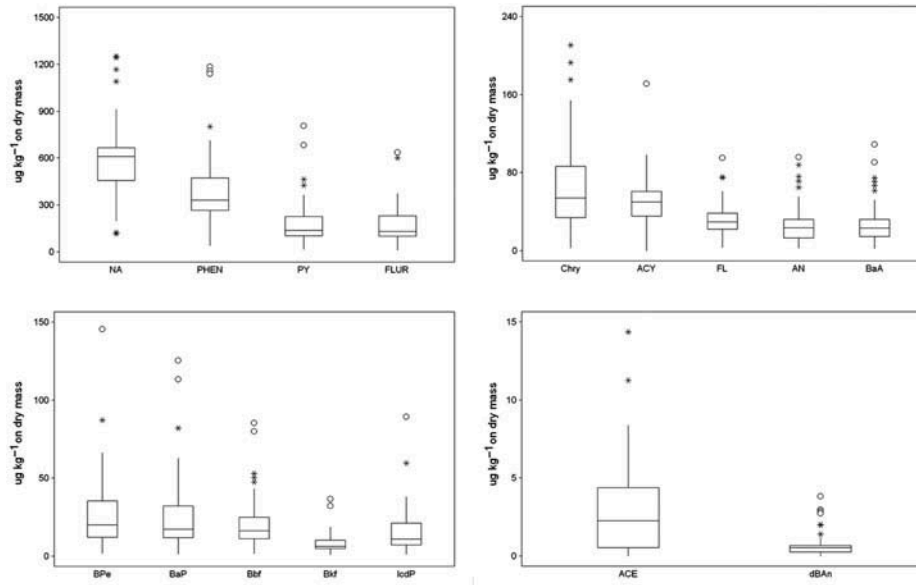 ug kg⁻¹ on dry mass
1500
1200
900
600
300
0
NA PHEN PY FLUR
ug kg⁻¹ on dry mass
240
160
80
0
Chry ACY FL AN BaA
ug kg⁻¹ on dry mass
150
100
50
0
BPe BaP Bbf Bkf IcdP
ug kg⁻¹ on dry mass
15
10
5
0
ACE dBAn